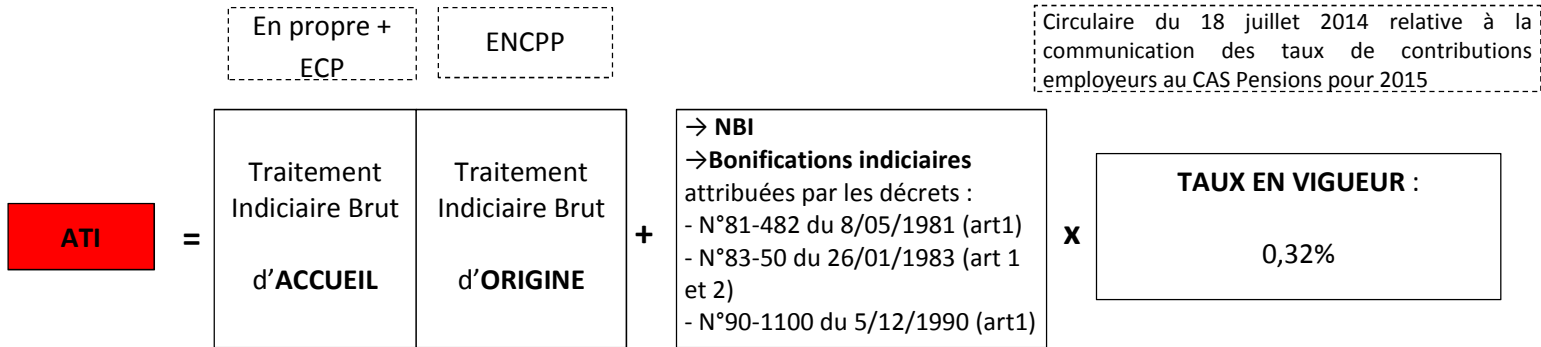 En propre +
ECP
ENCPP
Circulaire du 18 juillet 2014 relative à la
communication des taux de contributions
employeurs au CAS Pensions pour 2015
ATI
=
Traitement
Indiciaire Brut
d’ACCUEIL
Traitement
Indiciaire Brut
d’ORIGINE
+
→ NBI
→Bonifications indiciaires
attribuées par les décrets :
- N°81-482 du 8/05/1981 (art1)
- N°83-50 du 26/01/1983 (art 1
et 2)
- N°90-1100 du 5/12/1990 (art1)
x
TAUX EN VIGUEUR :
0,32%